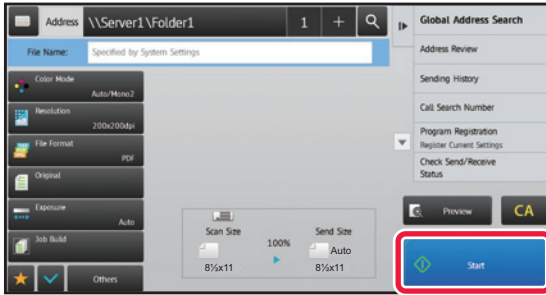 Address \\Server1\Folder1 1 +
File Name: Specified by System Settings
Color Mode
Auto/Mono2
Resolution
200x200dpi
File Format
PDF
Original
Exposure
Auto
Job Build
Others
Scan Size
8½x11
100%
Send Size
Auto
8½x11
Global Address Search
Address Review
Sending History
Call Search Number
Program Registration
Register Current Settings
Check Send/Receive
Status
Preview
CA
Start